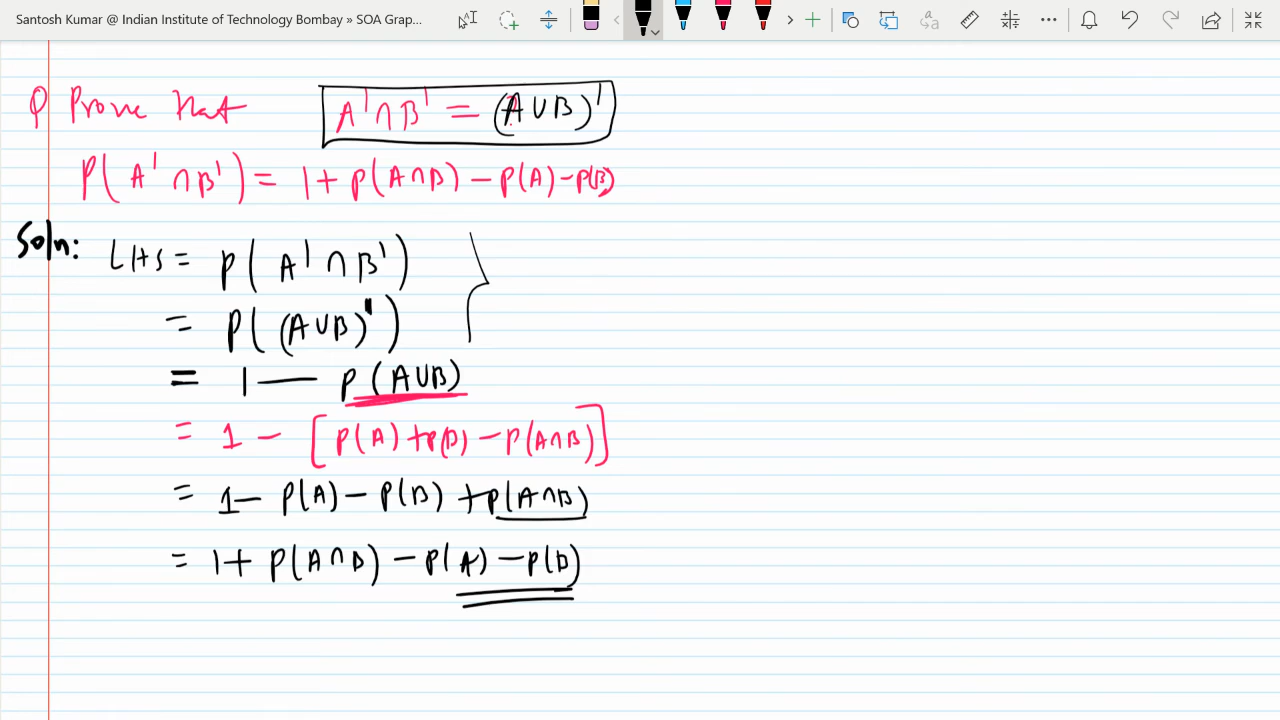 Santosh Kumar @ Indian Institute of Technology Bombay » SOA Grap...
Q Prove that A' ∩ B' = (A ∪ B)'
P(A' ∩ B') = 1 + P(A ∩ B) − P(A) − P(B)
Soln: LHS = P(A' ∩ B')
= P((A ∪ B)')
= 1 — P(A ∪ B)
= 1 − [P(A) + P(B) − P(A ∩ B)]
= 1 − P(A) − P(B) + P(A ∩ B)
= 1 + P(A ∩ B) − P(A) − P(B)